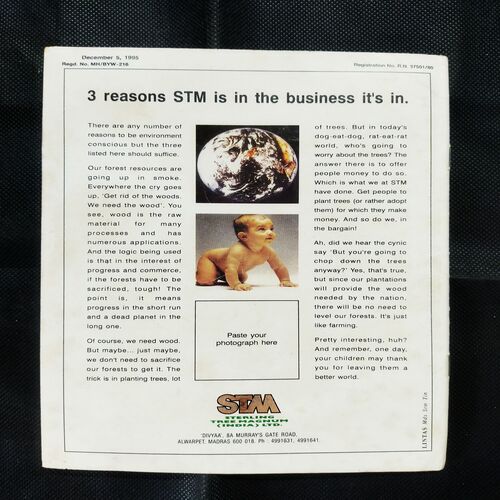 December 5, 1995
Regd. No. MH/BYW-216
Registration No. R.N. 37501/80
3 reasons STM is in the business it's in.
There are any number of
reasons to be environment
conscious but the three
listed here should suffice.
Our forest resources are
going up in smoke.
Everywhere the cry goes
up, 'Get rid of the woods.
We need the wood'. You
see, wood is the raw
material for many
processes and has
numerous applications.
And the logic being used
is that in the interest of
progress and commerce,
if the forests have to be
sacrificed, tough! The
point is, it means
progress in the short run
and a dead planet in the
long one.
Of course, we need wood.
But maybe... just maybe,
we don't need to sacrifice
our forests to get it. The
trick is in planting trees, lot
Paste your
photograph here
of trees. But in today's
dog-eat-dog, rat-eat-rat
world, who's going to
worry about the trees? The
answer there is to offer
people money to do so.
Which is what we at STM
have done. Get people to
plant trees (or rather adopt
them) for which they make
money. And so do we, in
the bargain!
Ah, did we hear the cynic
say 'But you're going to
chop down the trees
anyway?' Yes, that's true,
but since our plantations
will provide the wood
needed by the nation,
there will be no need to
level our forests. It's just
like farming.
Pretty interesting, huh?
And remember, one day,
your children may thank
you for leaving them a
better world.
STM
STERLING
TREE MAGNUM
(INDIA) LTD.
'DIVYAA', 8A MURRAY'S GATE ROAD,
ALWARPET, MADRAS 600 018. Ph : 4991631, 4991641.
LINTAS